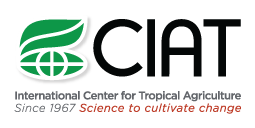 CIAT
International Center for Tropical Agriculture
Since 1967 Science to cultivate change